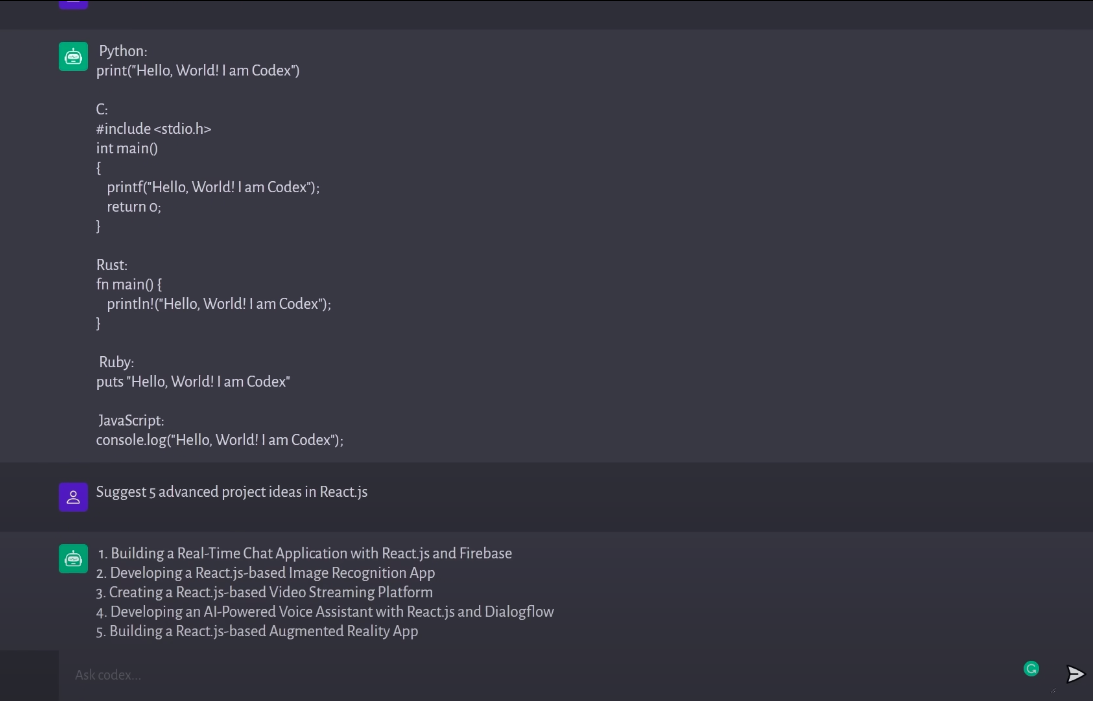 Python:
print("Hello, World! I am Codex")
C:
#include <stdio.h>
int main()
{
printf("Hello, World! I am Codex");
return 0;
}
Rust:
fn main() {
println!("Hello, World! I am Codex");
}
Ruby:
puts "Hello, World! I am Codex"
JavaScript:
console.log("Hello, World! I am Codex");
Suggest 5 advanced project ideas in React.js
1. Building a Real-Time Chat Application with React.js and Firebase
2. Developing a React.js-based Image Recognition App
3. Creating a React.js-based Video Streaming Platform
4. Developing an AI-Powered Voice Assistant with React.js and Dialogflow
5. Building a React.js-based Augmented Reality App
Ask codex...